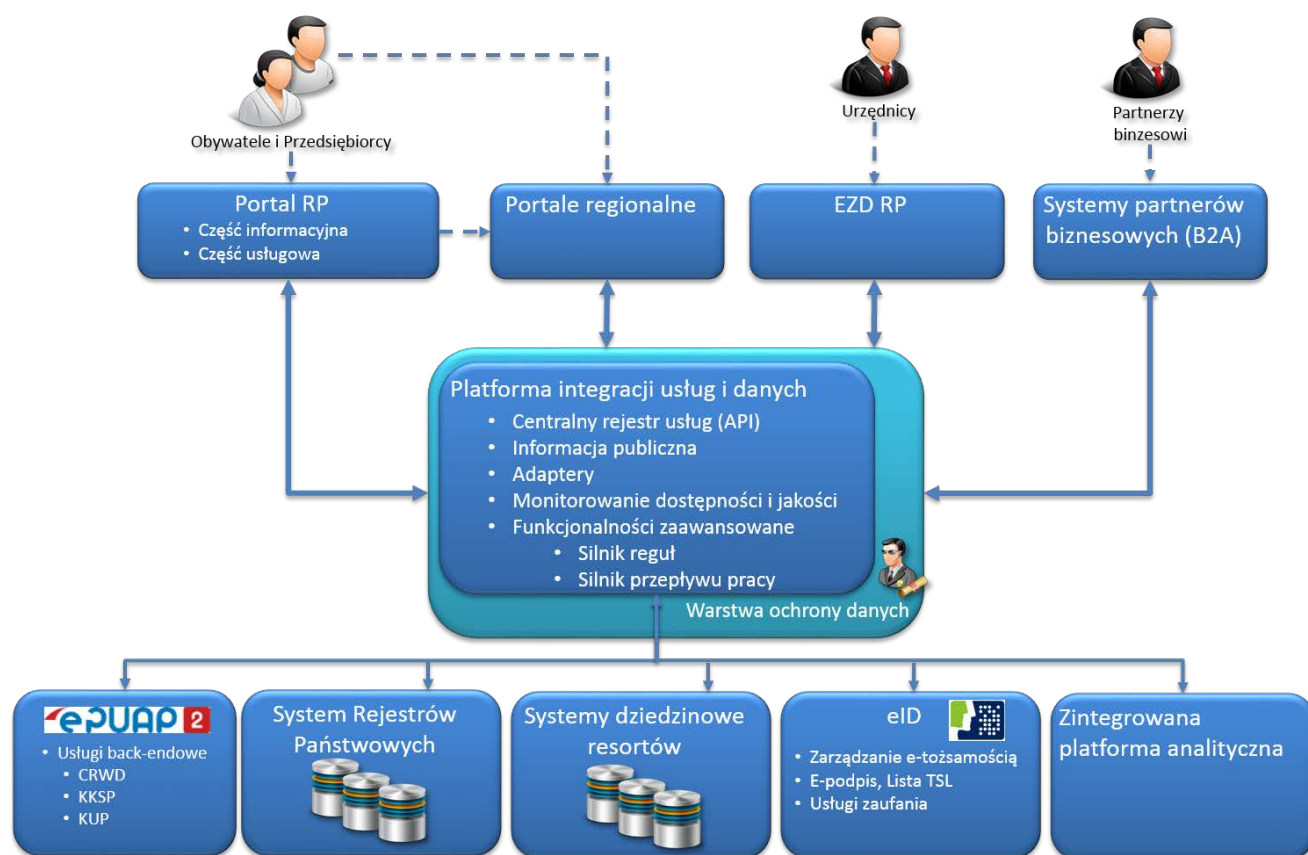 Obywatele i Przedsiębiorcy
Urzędnicy
Partnerzy
binzesowi
Portal RP
• Część informacyjna
• Część usługowa
Portale regionalne
EZD RP
Systemy partnerów
biznesowych (B2A)
Platforma integracji usług i danych
• Centralny rejestr usług (API)
• Informacja publiczna
• Adaptery
• Monitorowanie dostępności i jakości
• Funkcjonalności zaawansowane
• Silnik reguł
• Silnik przepływu pracy
Warstwa ochrony danych
ePUAP 2
• Usługi back-endowe
• CRWD
• KKSP
• KUP
System Rejestrów
Państwowych
Systemy dziedzinowe
resortów
eID
• Zarządzanie e-tożsamością
• E-podpis, Lista TSL
• Usługi zaufania
Zintegrowana
platforma analityczna